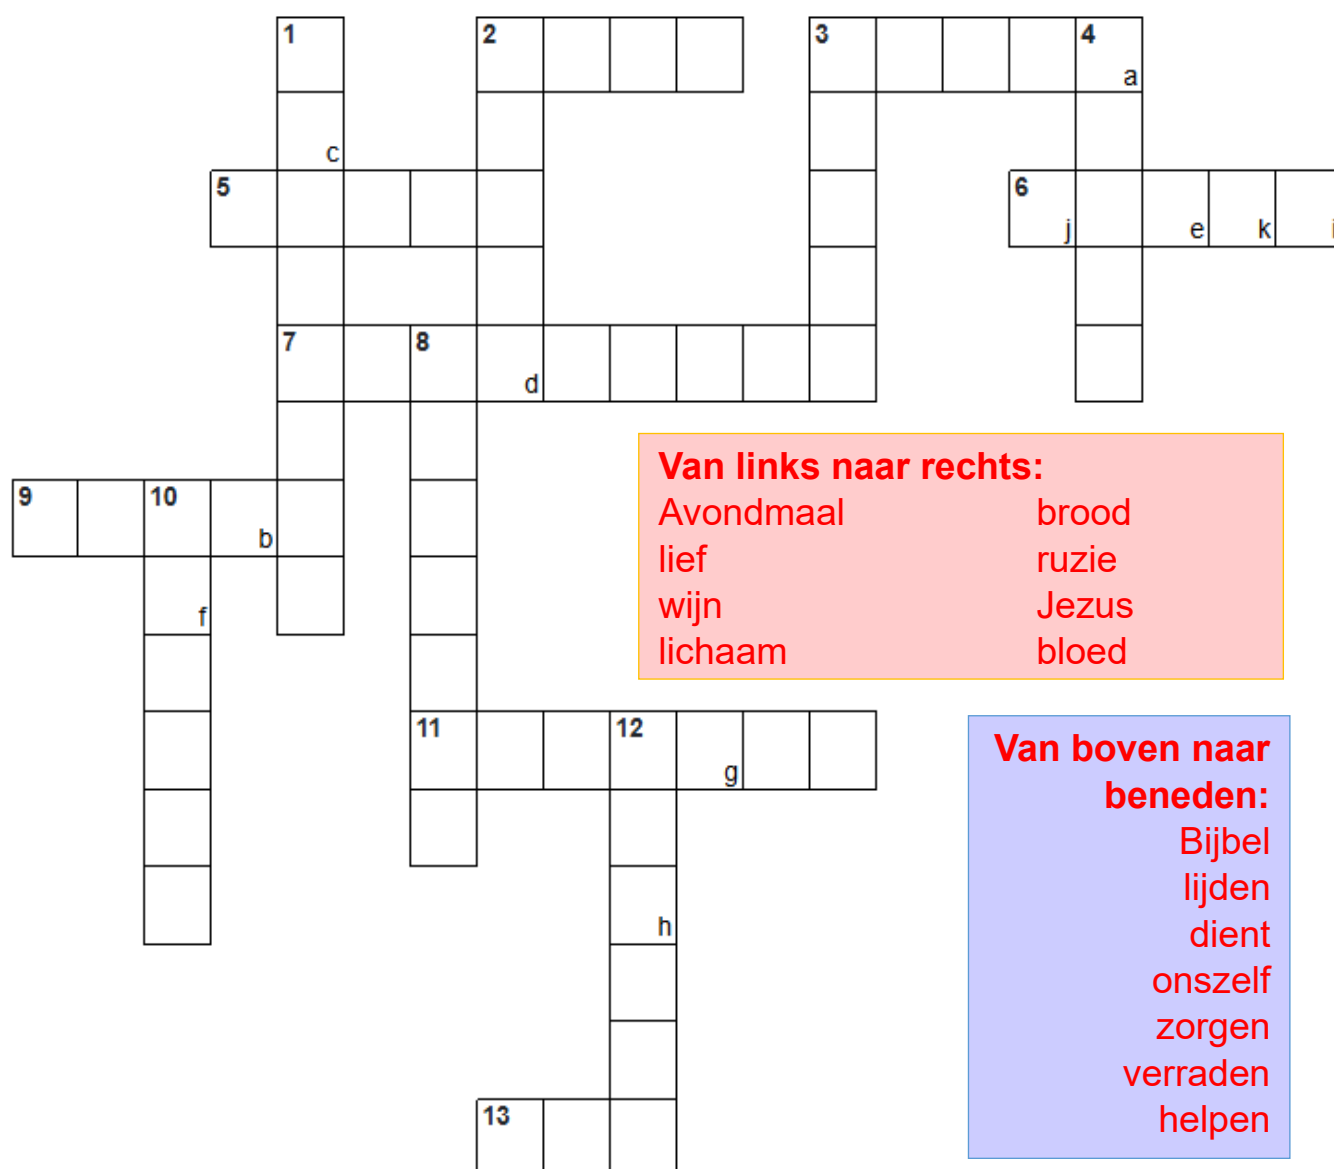 1 2 3 4
a
c
5 6
j e k i
7 8
d
9 10
b
f
11 12
g
h
13
Van links naar rechts:
Avondmaal brood
lief ruzie
wijn Jezus
lichaam bloed
Van boven naar
beneden:
Bijbel
lijden
dient
onszelf
zorgen
verraden
helpen